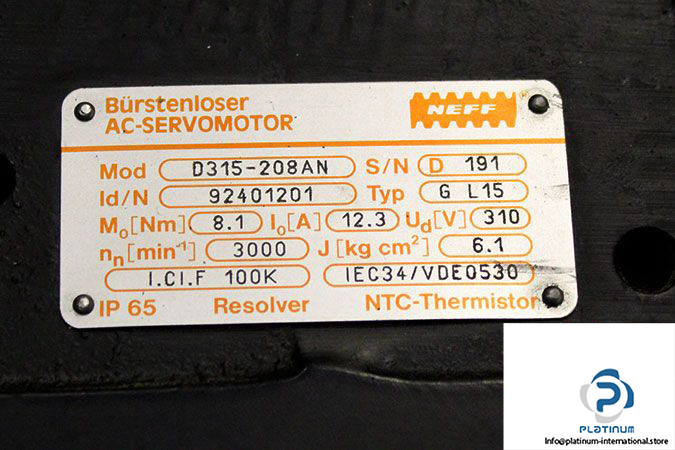 Bürstenloser
AC-SERVOMOTOR
NEFF
Mod D315-208AN S/N D 191
Id/N 92401201 Typ G L15
M₀[Nm] 8.1 I₀[A] 12.3 U_d[V] 310
n_n[min⁻¹] 3000 J [kg cm²] 6.1
I.Cl.F 100K IEC34/VDE0530
IP 65 Resolver NTC-Thermistor
PLATINUM
Info@platinum-international.store